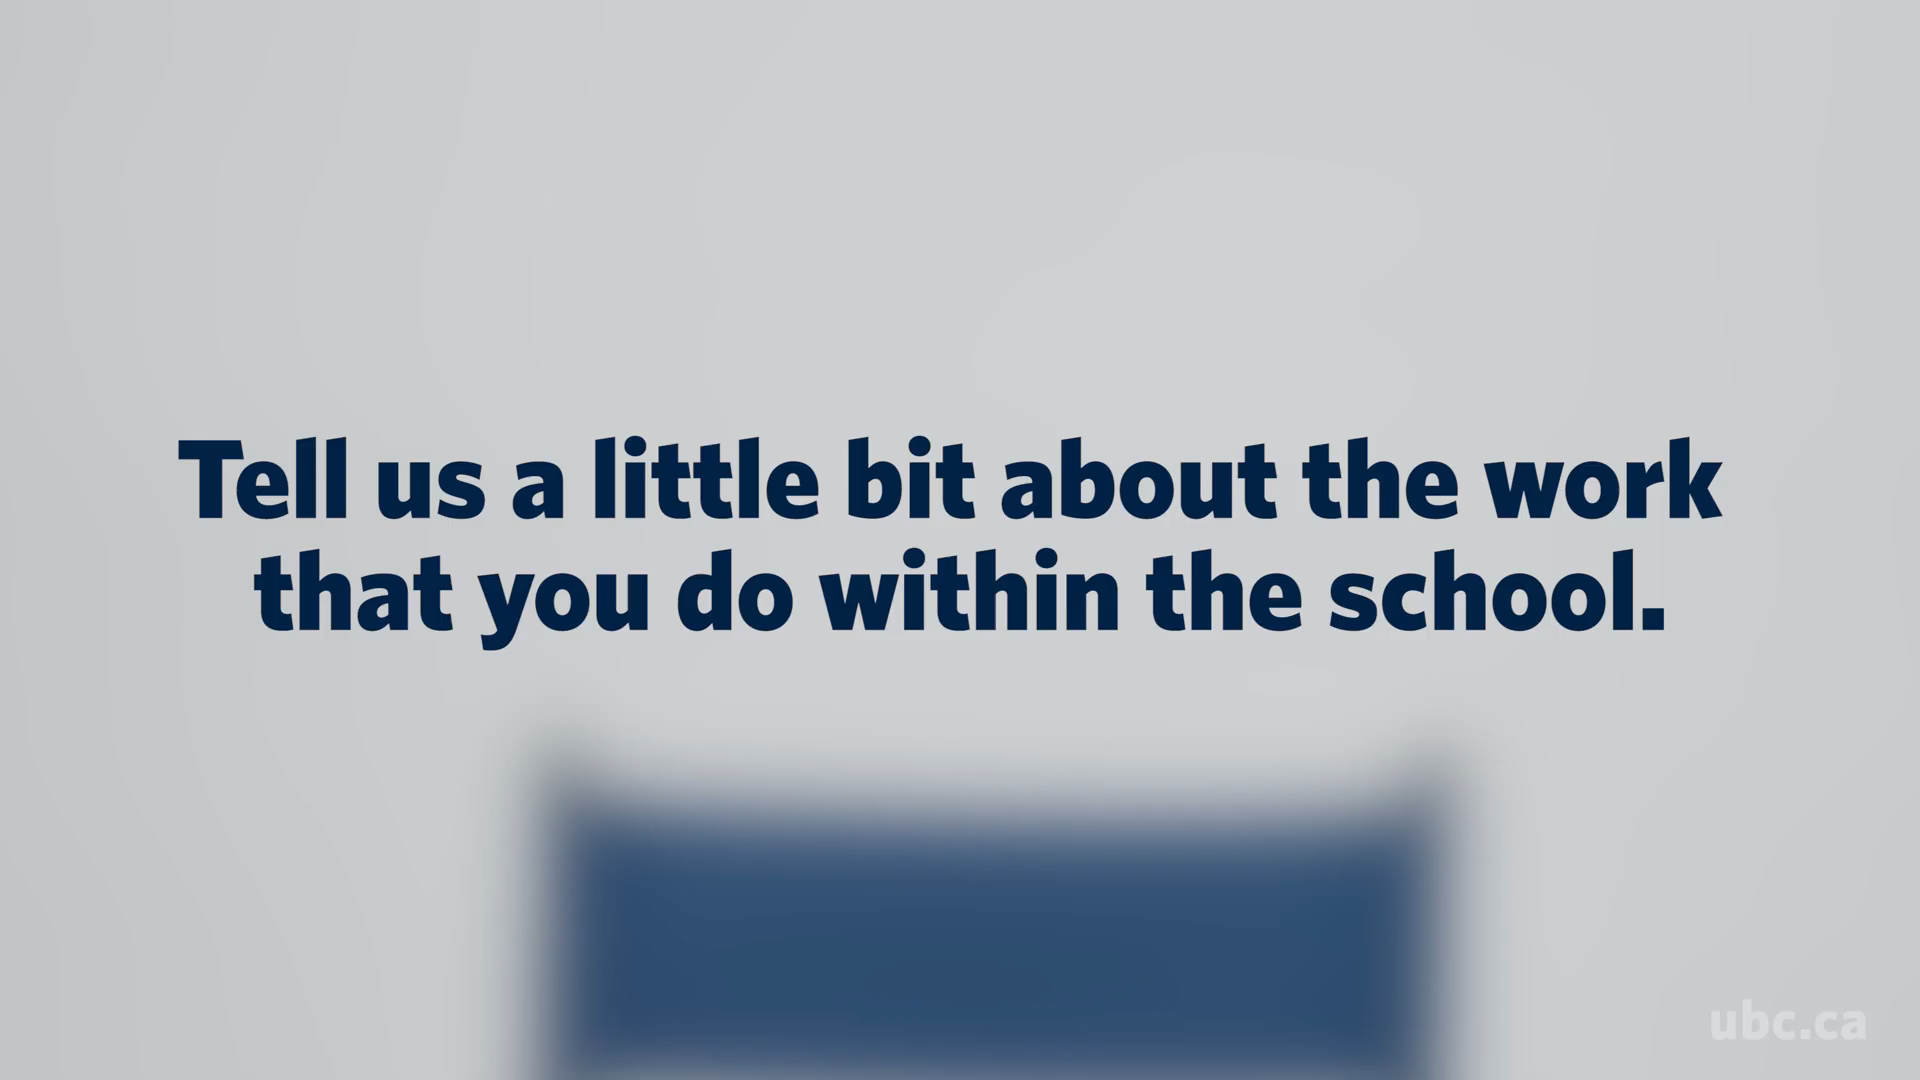 Tell us a little bit about the work
that you do within the school.
ubc.ca